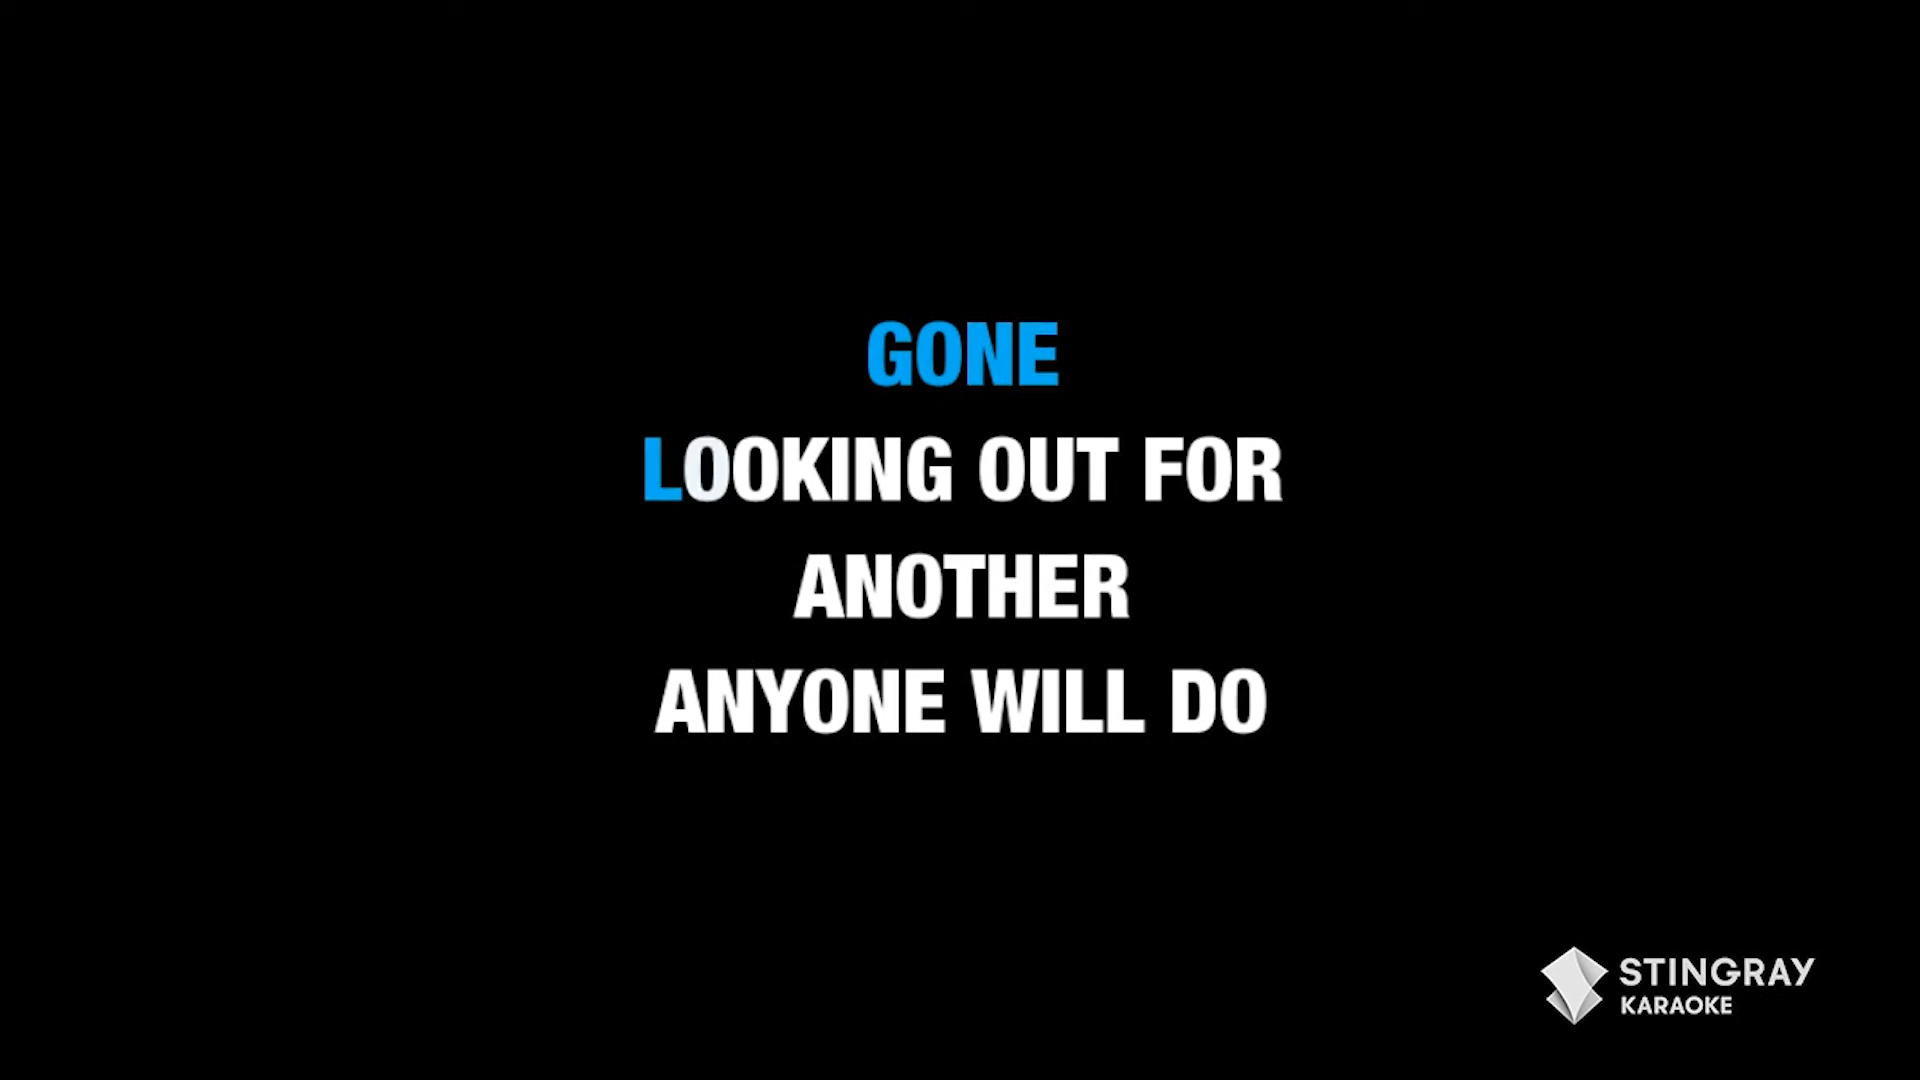 GONE
LOOKING OUT FOR
ANOTHER
ANYONE WILL DO
STINGRAY
KARAOKE